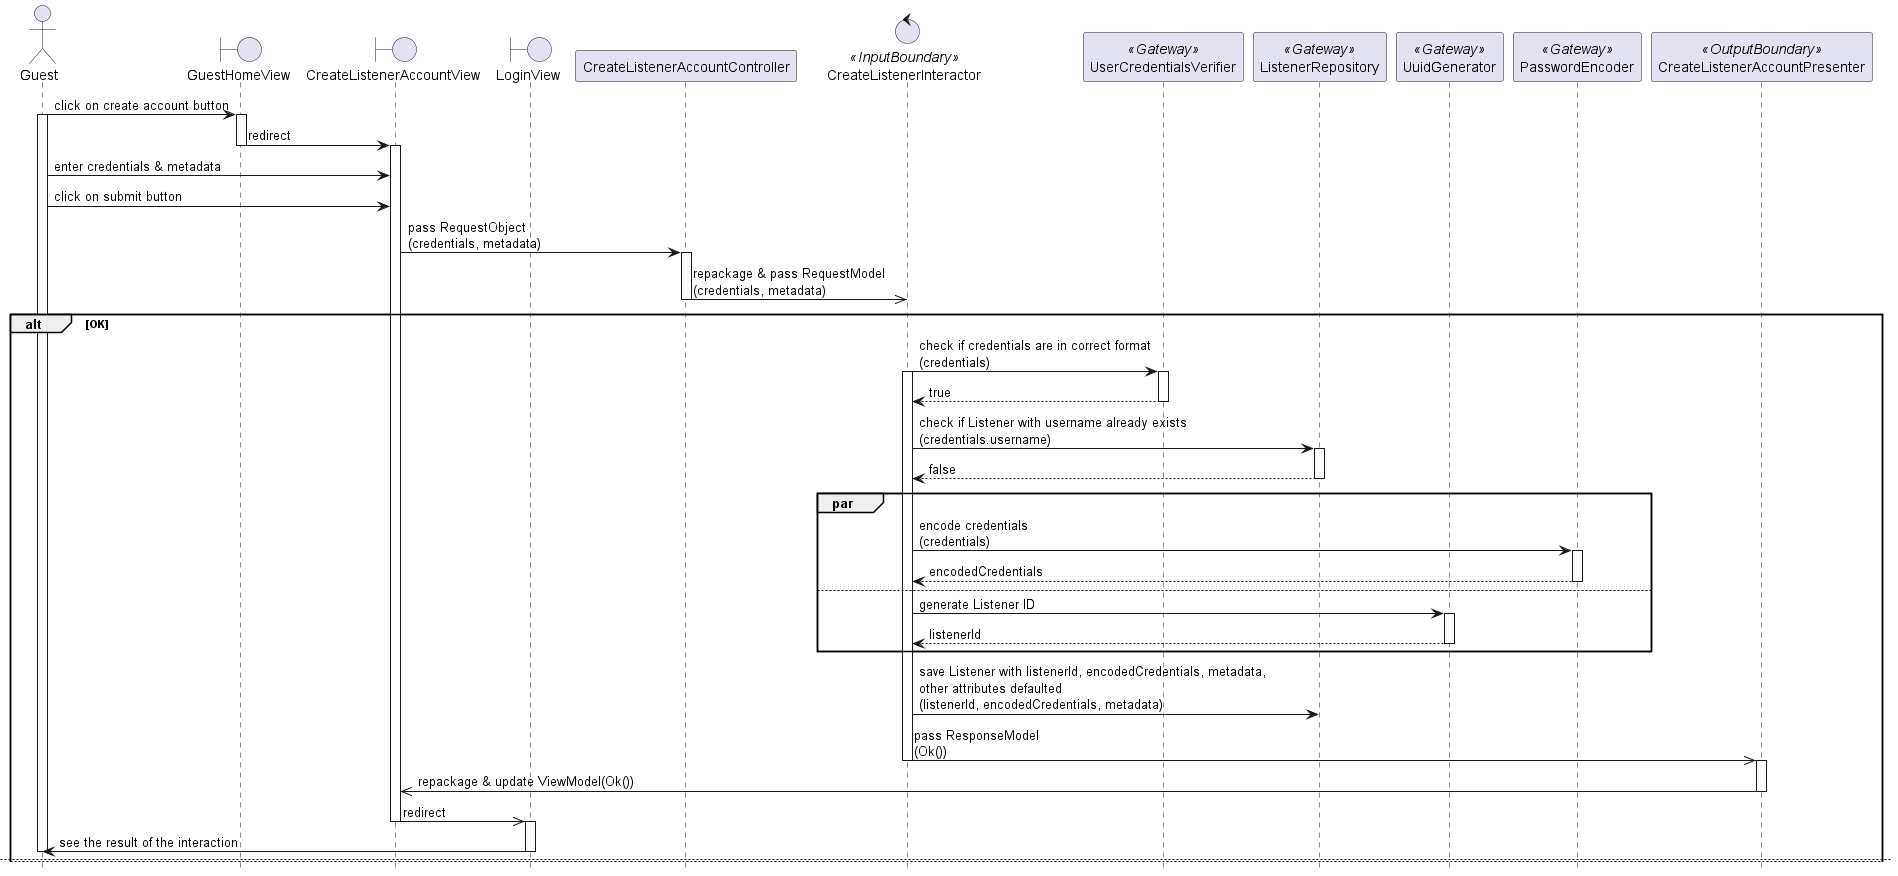 Guest
GuestHomeView
CreateListenerAccountView
LoginView
CreateListenerAccountController
«InputBoundary»
CreateListenerInteractor
«Gateway»
UserCredentialsVerifier
«Gateway»
ListenerRepository
«Gateway»
UuidGenerator
«Gateway»
PasswordEncoder
«OutputBoundary»
CreateListenerAccountPresenter
click on create account button
redirect
enter credentials & metadata
click on submit button
pass RequestObject
(credentials, metadata)
repackage & pass RequestModel
(credentials, metadata)
alt [OK]
check if credentials are in correct format
(credentials)
true
check if Listener with username already exists
(credentials.username)
false
par
encode credentials
(credentials)
encodedCredentials
generate Listener ID
listenerId
save Listener with listenerId, encodedCredentials, metadata,
other attributes defaulted
(listenerId, encodedCredentials, metadata)
pass ResponseModel
(Ok())
repackage & update ViewModel(Ok())
redirect
see the result of the interaction